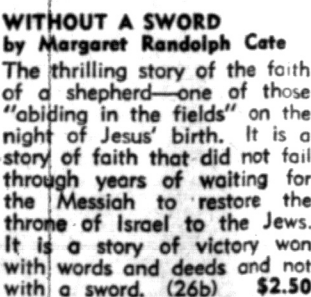 WITHOUT A SWORD
by Margaret Randolph Cate
The thrilling story of the faith
of a shepherd—one of those
"abiding in the fields" on the
night of Jesus' birth. It is a
story of faith that did not fail
through years of waiting for
the Messiah to restore the
throne of Israel to the Jews.
It is a story of victory won
with words and deeds and not
with a sword. (26b) $2.50